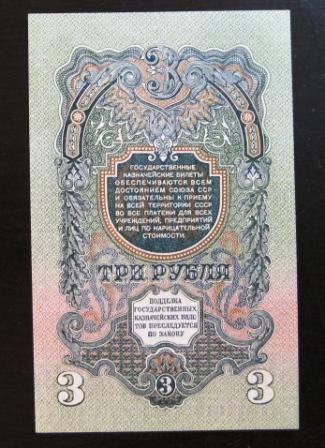 3
ГОСУДАРСТВЕННЫЕ
КАЗНАЧЕЙСКИЕ БИЛЕТЫ
ОБЕСПЕЧИВАЮТСЯ ВСЕМ
ДОСТОЯНИЕМ СОЮЗА ССР
И ОБЯЗАТЕЛЬНЫ К ПРИЕМУ
НА ВСЕЙ ТЕРРИТОРИИ СССР
ВО ВСЕ ПЛАТЕЖИ ДЛЯ ВСЕХ
УЧРЕЖДЕНИЙ, ПРЕДПРИЯТИЙ
И ЛИЦ ПО НАРИЦАТЕЛЬНОЙ
СТОИМОСТИ.
ТРИ РУБЛЯ
ПОДДЕЛКА
ГОСУДАРСТВЕННЫХ
КАЗНАЧЕЙСКИХ БИЛЕ
ТОВ ПРЕСЛЕДУЕТСЯ
ПО ЗАКОНУ
3 3 3